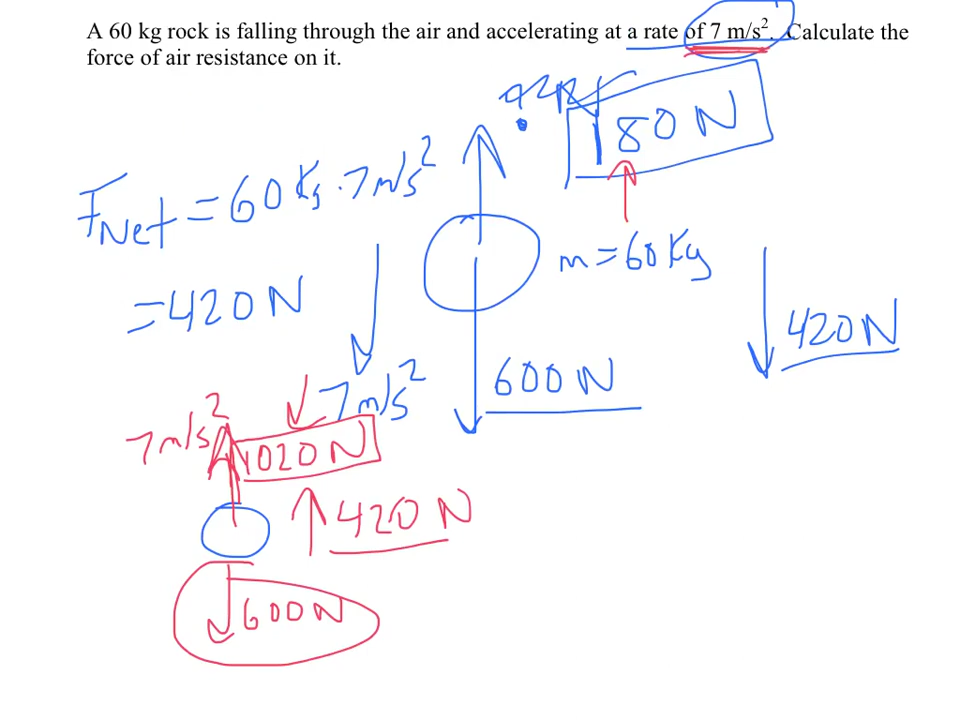 A 60 kg rock is falling through the air and accelerating at a rate of 7 m/s². Calculate the
force of air resistance on it.
180 N
F_Net = 60 Kg · 7 m/s²
m = 60 Kg
= 420 N
420 N
7 m/s²
600 N
7 m/s²
1020 N
420 N
600 N